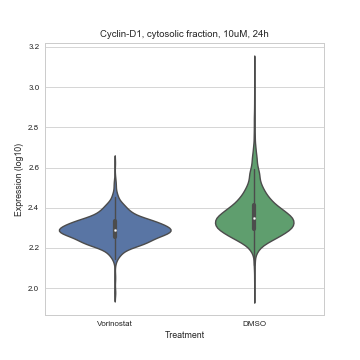 Cyclin-D1, cytosolic fraction, 10uM, 24h
3.2
3.0
2.8
2.6
2.4
2.2
2.0
Expression (log10)
Vorinostat
DMSO
Treatment